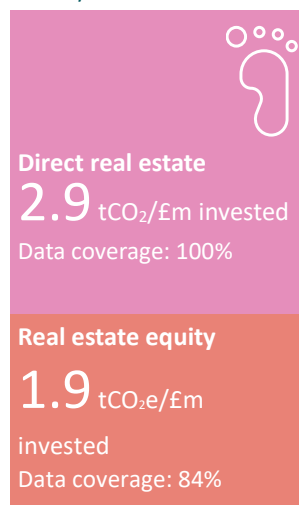 Direct real estate
2.9 tCO₂/£m invested
Data coverage: 100%
Real estate equity
1.9 tCO₂e/£m
invested
Data coverage: 84%